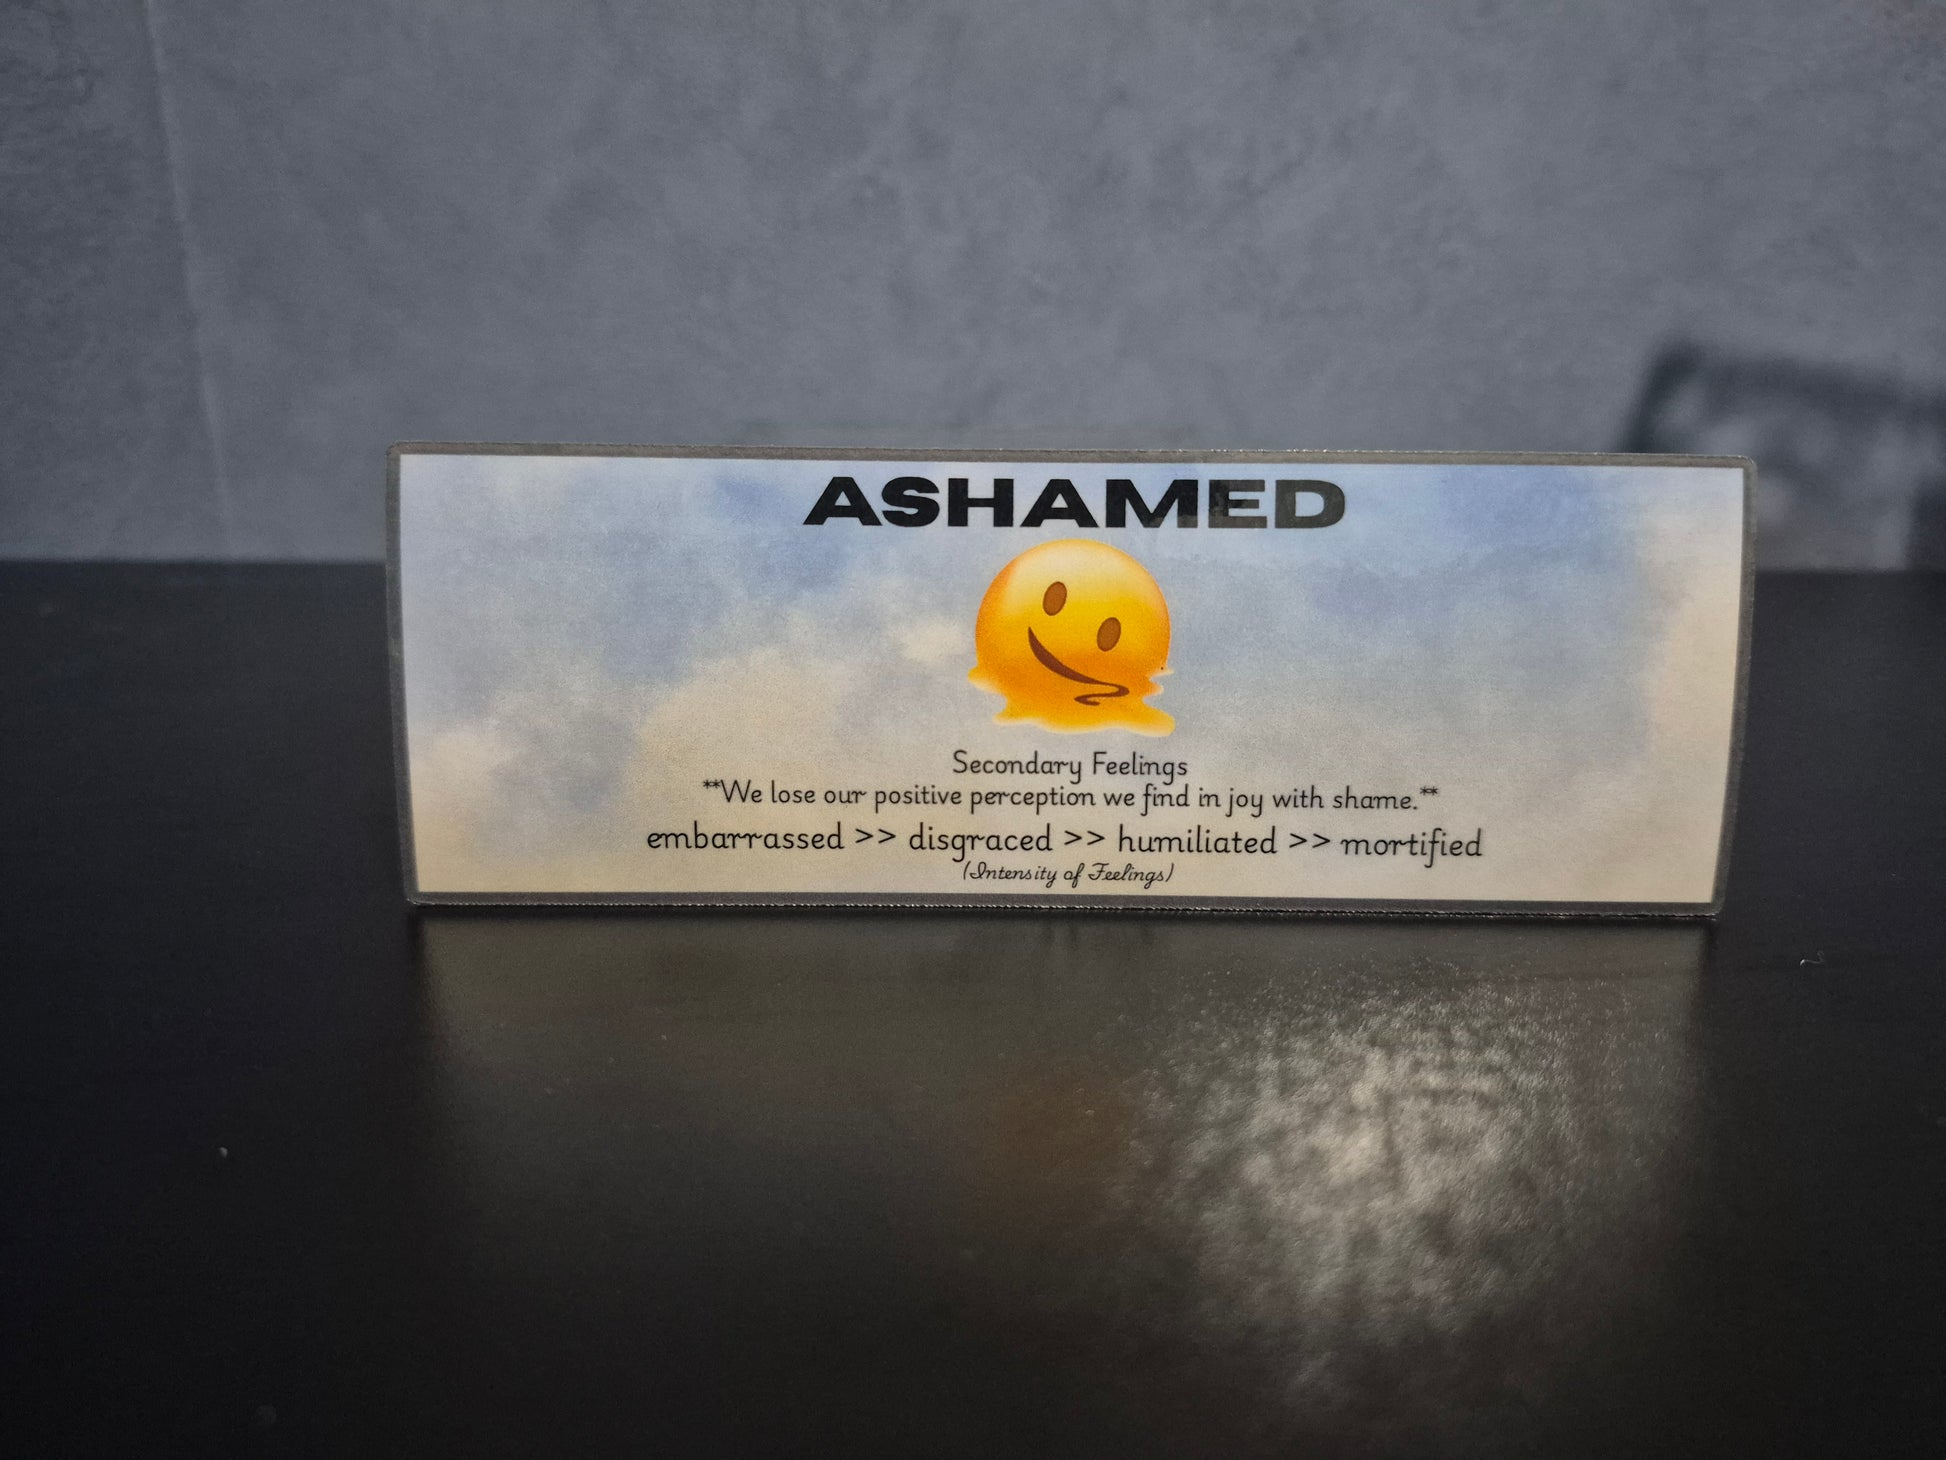 ASHAMED
Secondary Feelings
**We lose our positive perception we find in joy with shame.**
embarrassed >> disgraced >> humiliated >> mortified
(Intensity of Feelings)